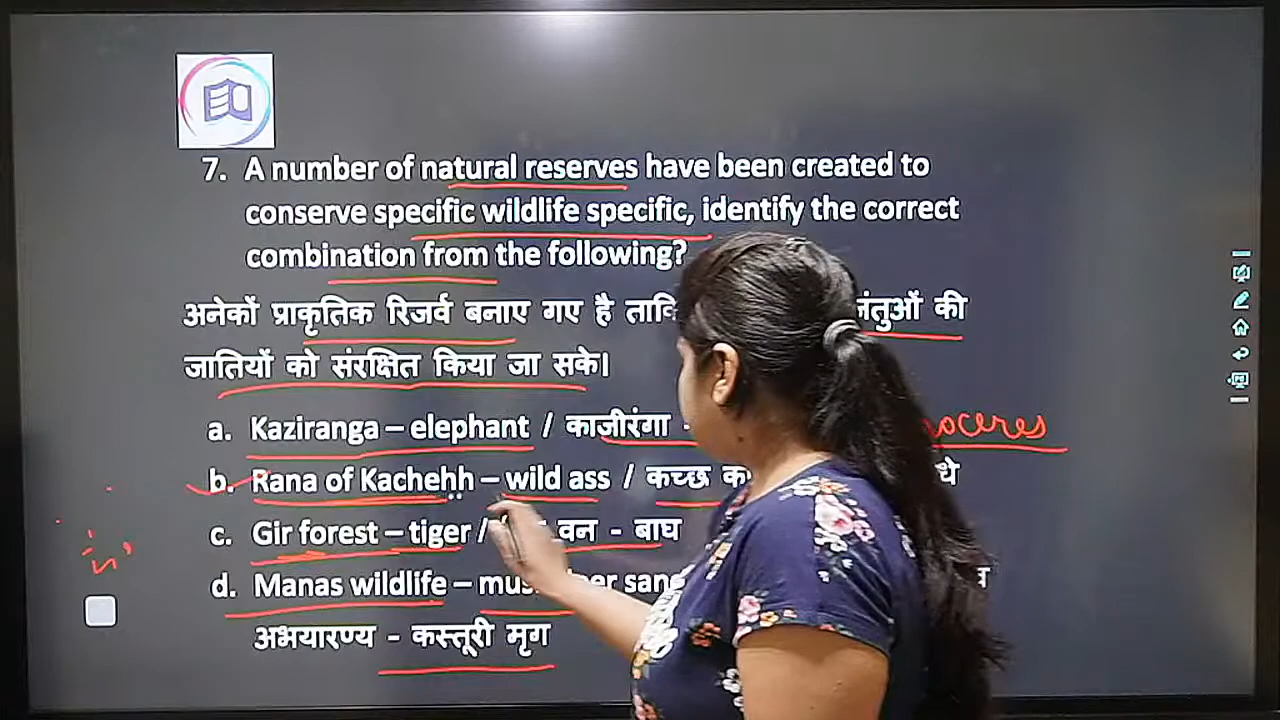 7. A number of natural reserves have been created to
conserve specific wildlife specific, identify the correct
combination from the following?
अनेकों प्राकृतिक रिजर्व बनाए गए है जंतुओं की
जातियों को संरक्षित किया जा सके।
a. Kaziranga – elephant / काजीरंगा -
b. Rana of Kachehh – wild ass / कच्छ
c. Gir forest – tiger / वन - बाघ
d. Manas wildlife –
अभयारण्य - कस्तूरी मृग